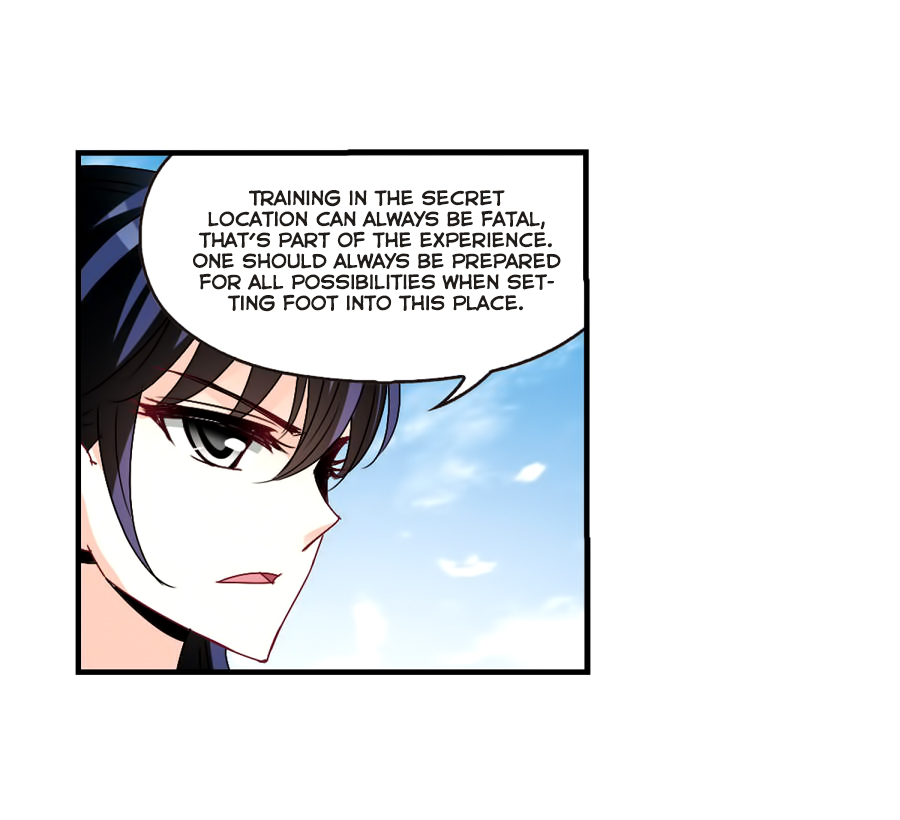 TRAINING IN THE SECRET
LOCATION CAN ALWAYS BE FATAL,
THAT'S PART OF THE EXPERIENCE.
ONE SHOULD ALWAYS BE PREPARED
FOR ALL POSSIBILITIES WHEN SET-
TING FOOT INTO THIS PLACE.